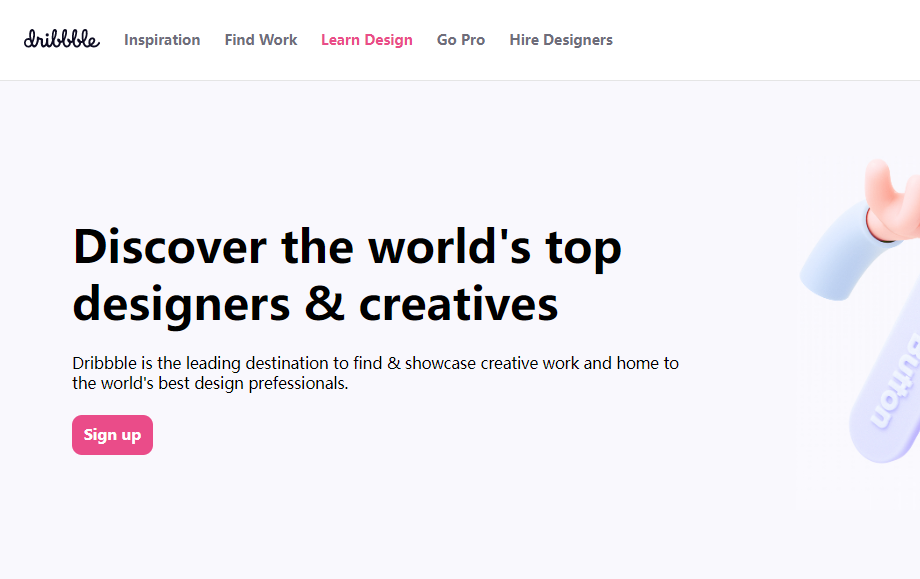 dribbble Inspiration Find Work Learn Design Go Pro Hire Designers
Discover the world's top
designers & creatives
Dribbble is the leading destination to find & showcase creative work and home to
the world's best design prefessionals.
Sign up
Button